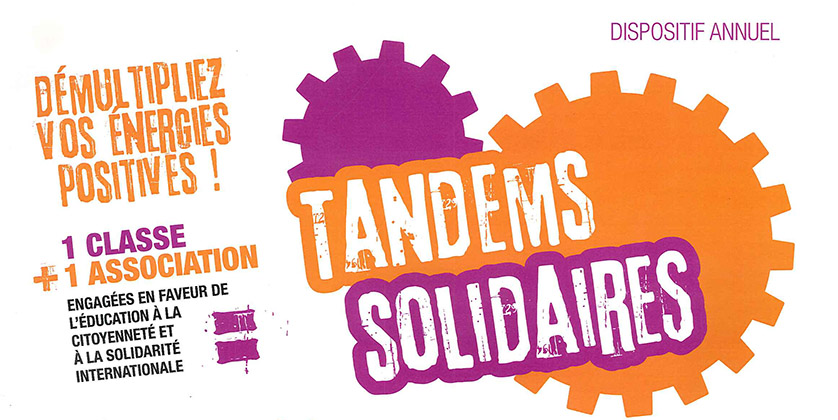 DISPOSITIF ANNUEL
DÉMULTIPLIEZ
VOS ÉNERGIES
POSITIVES !
1 CLASSE
+ 1 ASSOCIATION
ENGAGÉES EN FAVEUR DE
L'ÉDUCATION À LA
CITOYENNETÉ ET
À LA SOLIDARITÉ
INTERNATIONALE
=
TANDEMS
SOLIDAIRES